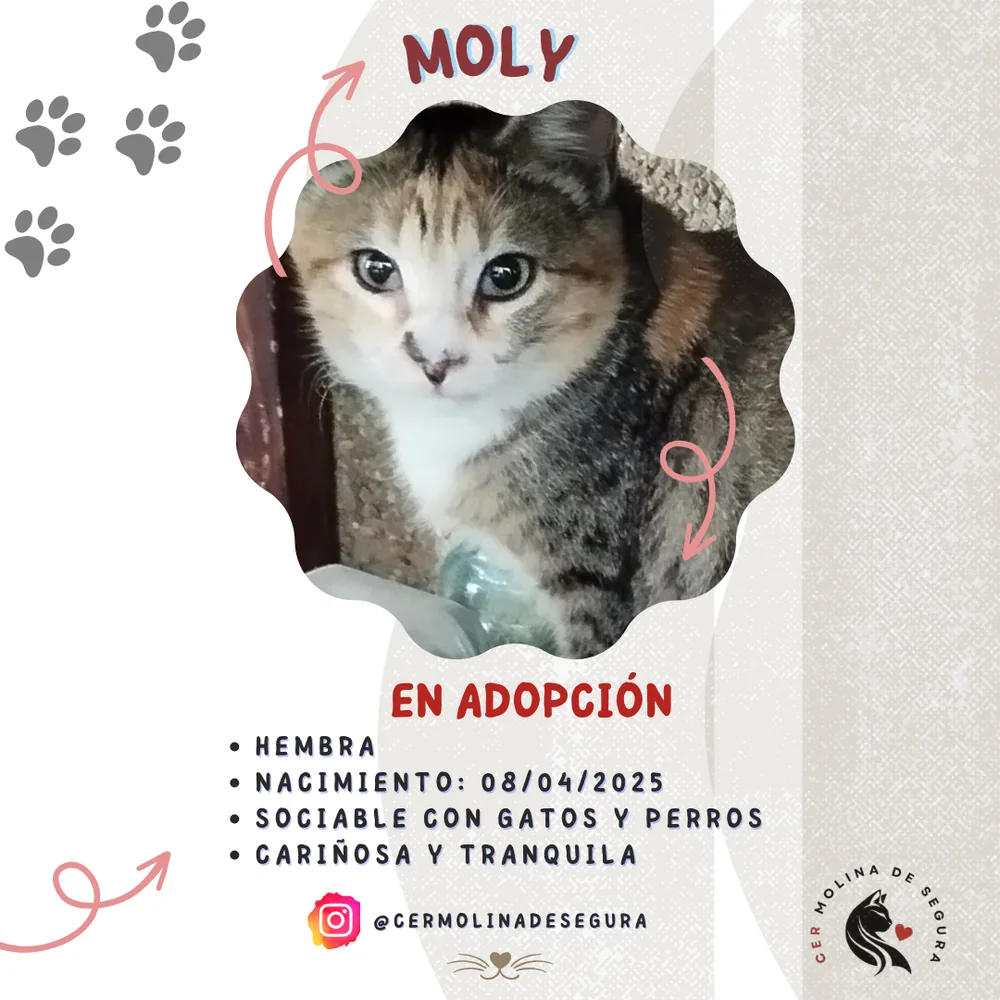 MOLY
EN ADOPCIÓN
• HEMBRA
• NACIMIENTO: 08/04/2025
• SOCIABLE CON GATOS Y PERROS
• CARIÑOSA Y TRANQUILA
@CERMOLINADESEGURA
CER MOLINA DE SEGURA